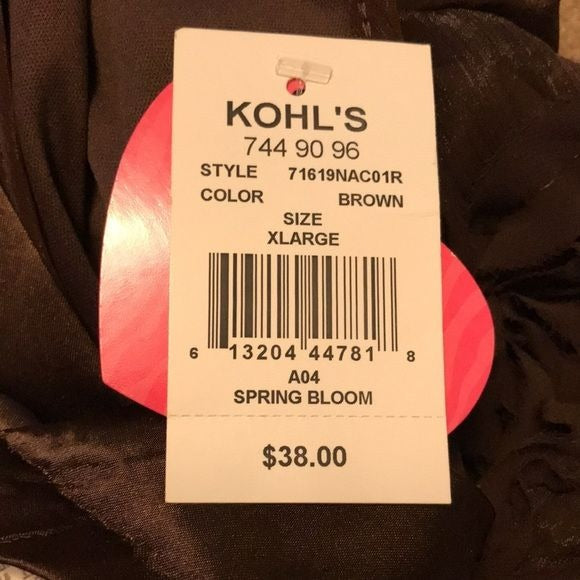 KOHL'S
744 90 96
STYLE 71619NAC01R
COLOR BROWN
SIZE
XLARGE
6 13204 44781 8
A04
SPRING BLOOM
$38.00